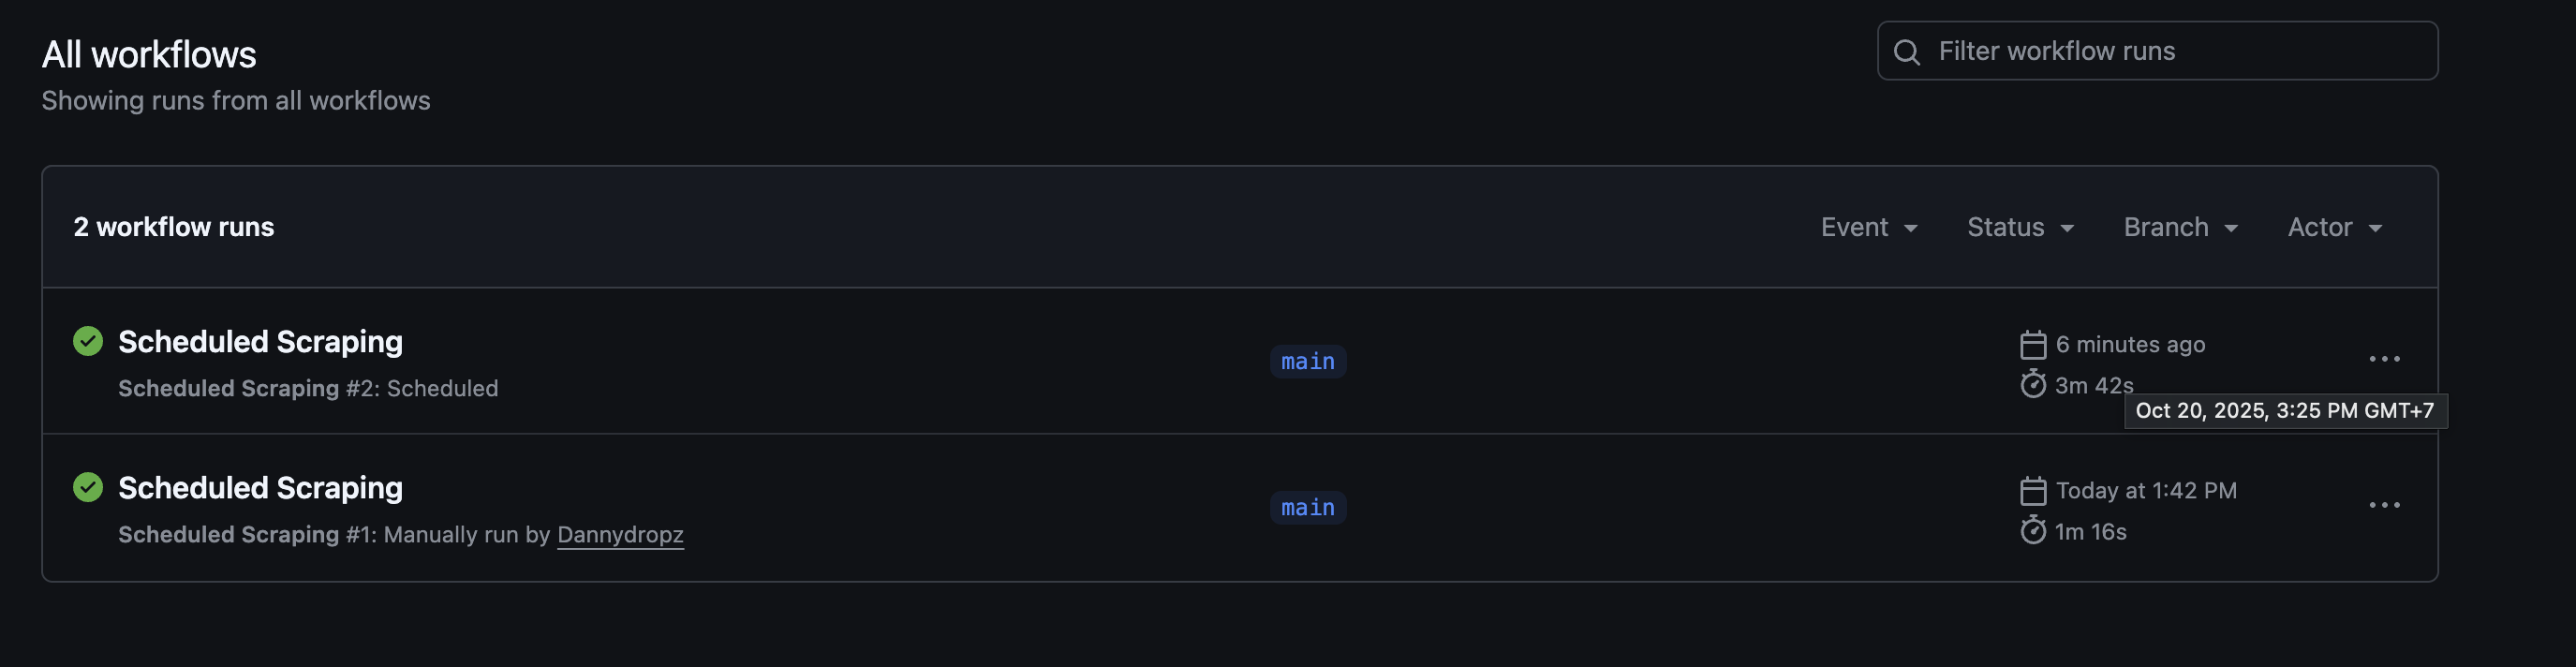 All workflows
Showing runs from all workflows
Filter workflow runs
2 workflow runs
Event
Status
Branch
Actor
Scheduled Scraping
Scheduled Scraping #2: Scheduled
main
6 minutes ago
3m 42s
Oct 20, 2025, 3:25 PM GMT+7
Scheduled Scraping
Scheduled Scraping #1: Manually run by Dannydropz
main
Today at 1:42 PM
1m 16s